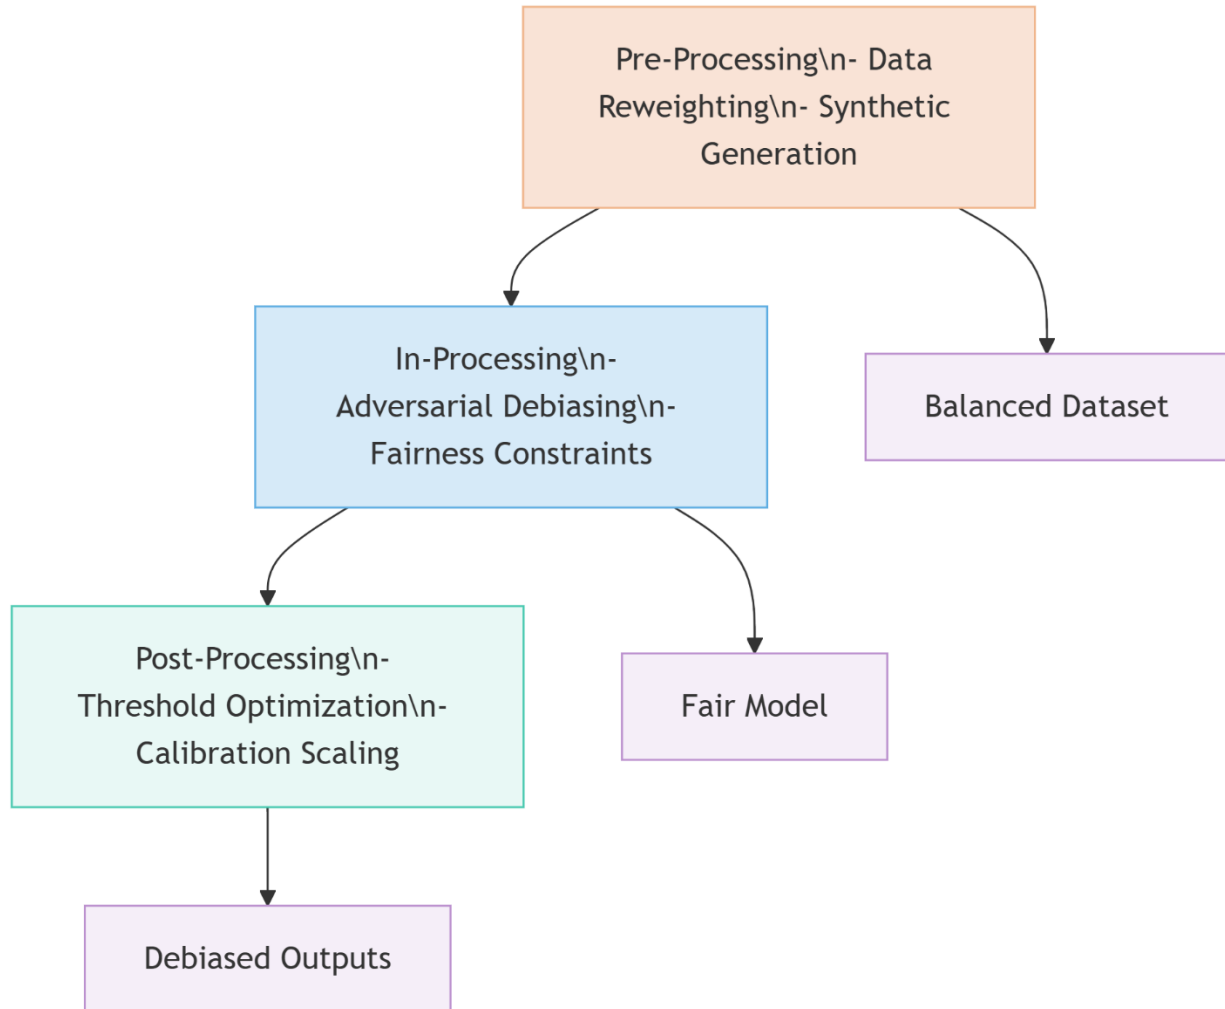 Pre-Processing\n- Data
Reweighting\n- Synthetic
Generation
In-Processing\n-
Adversarial Debiasing\n-
Fairness Constraints
Balanced Dataset
Post-Processing\n-
Threshold Optimization\n-
Calibration Scaling
Fair Model
Debiased Outputs